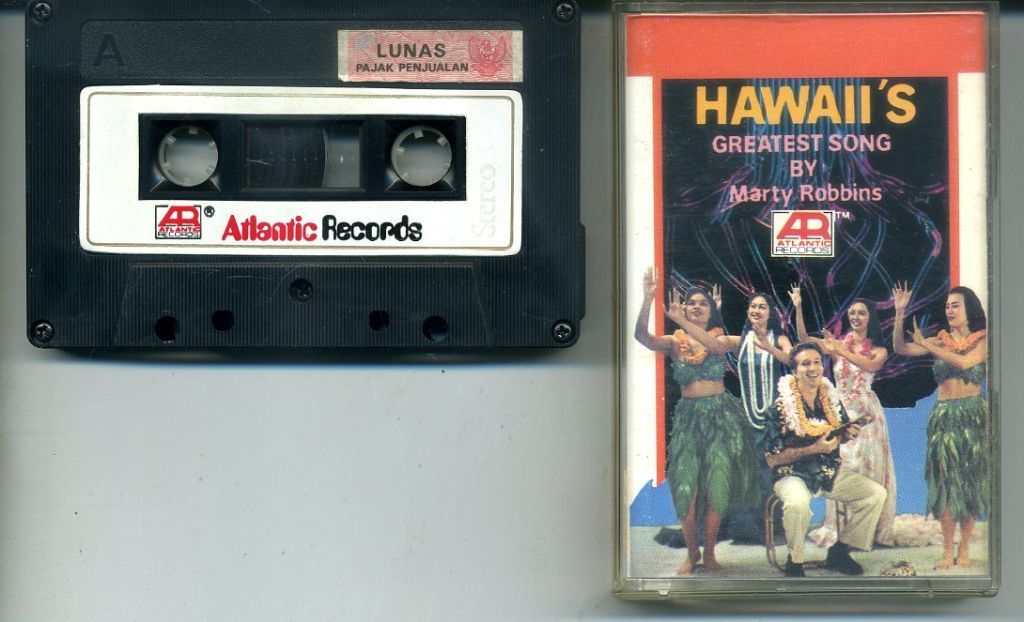 A
LUNAS
PAJAK PENJUALAN
Stereo
AR ®
ATLANTIC
RECORDS
Atlantic Records
HAWAII'S
GREATEST SONG
BY
Marty Robbins
AR TM
ATLANTIC
RECORDS